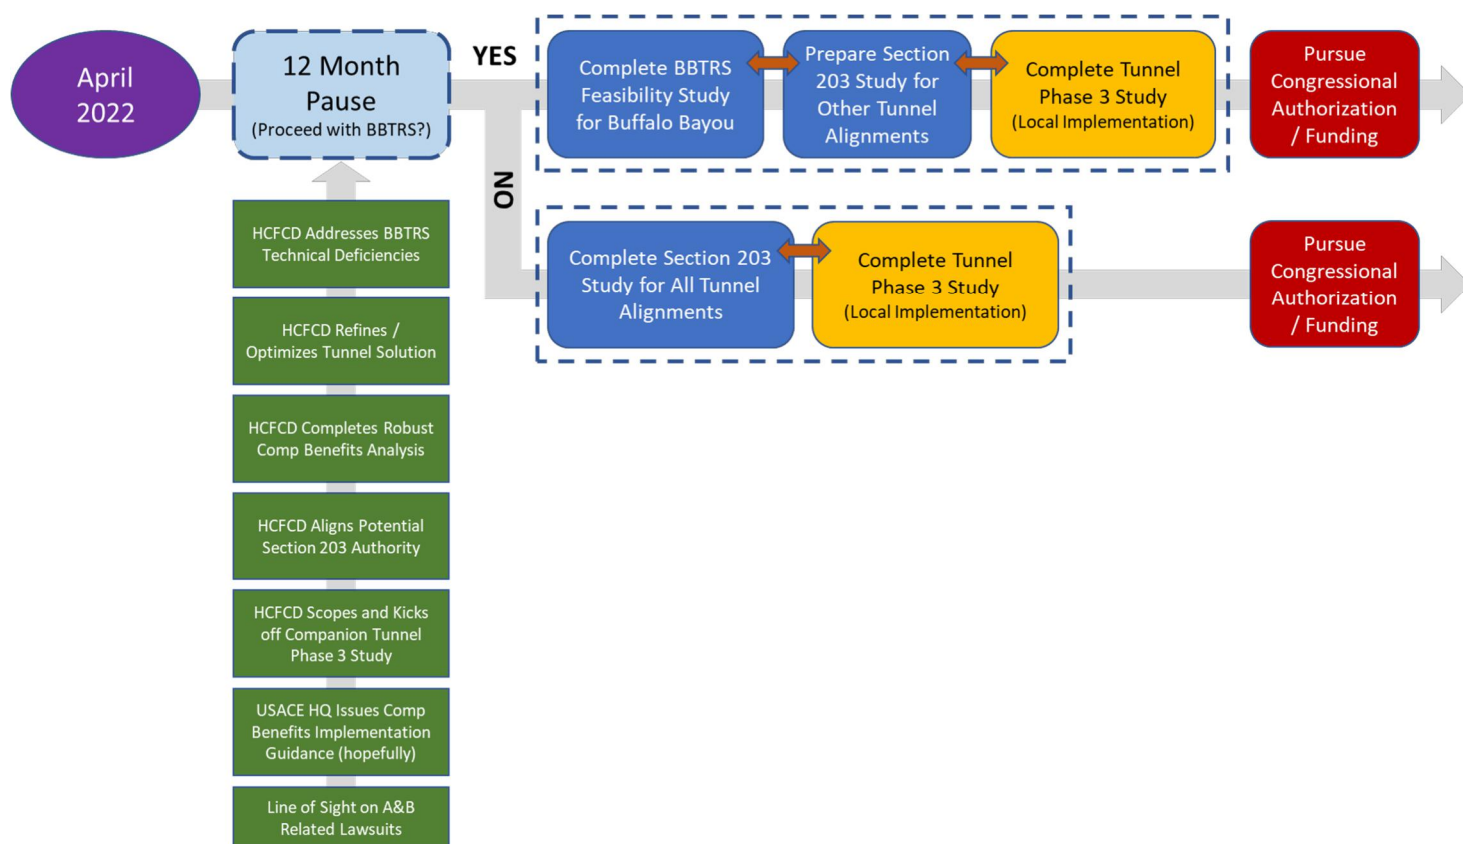 April
2022
12 Month
Pause
(Proceed with BBTRS?)
YES
Complete BBTRS
Feasibility Study
for Buffalo Bayou
Prepare Section
203 Study for
Other Tunnel
Alignments
Complete Tunnel
Phase 3 Study
(Local Implementation)
Pursue
Congressional
Authorization
/ Funding
NO
Complete Section 203
Study for All Tunnel
Alignments
Complete Tunnel
Phase 3 Study
(Local Implementation)
Pursue
Congressional
Authorization
/ Funding
HCFCD Addresses BBTRS
Technical Deficiencies
HCFCD Refines /
Optimizes Tunnel Solution
HCFCD Completes Robust
Comp Benefits Analysis
HCFCD Aligns Potential
Section 203 Authority
HCFCD Scopes and Kicks
off Companion Tunnel
Phase 3 Study
USACE HQ Issues Comp
Benefits Implementation
Guidance (hopefully)
Line of Sight on A&B
Related Lawsuits